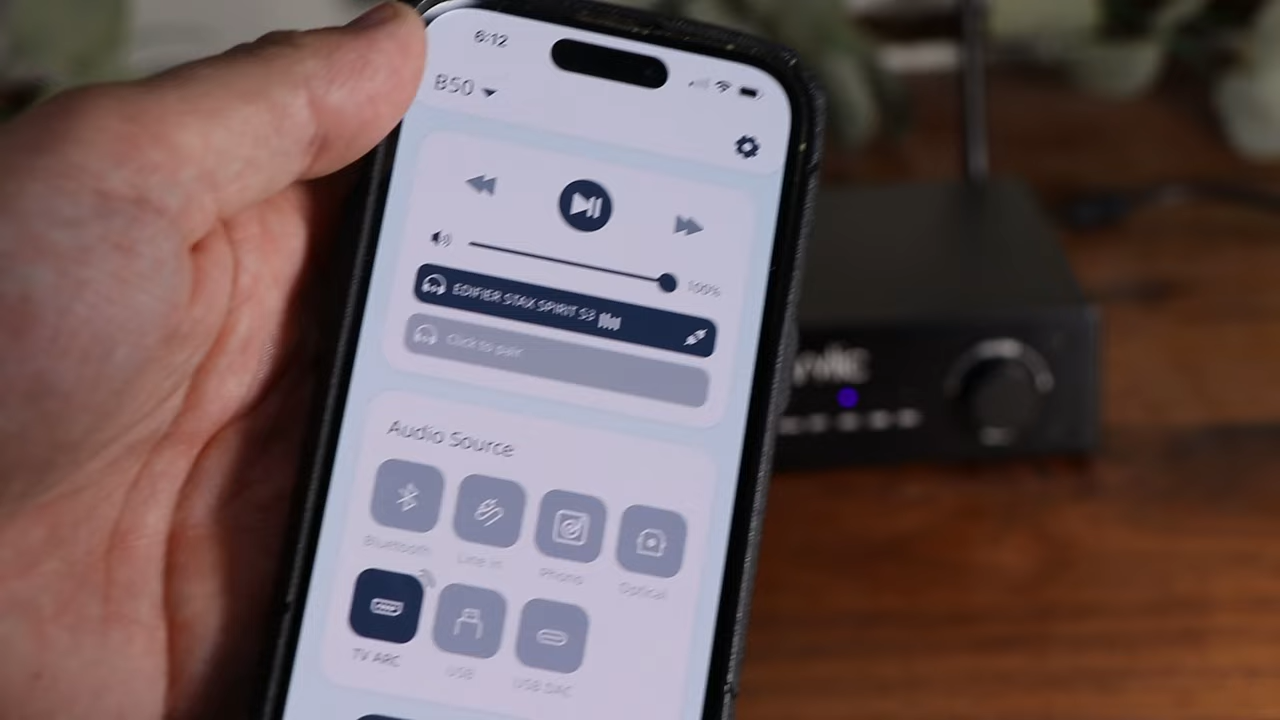 6:12
B50
100%
EDIFIER STAX SPIRIT S3
Click to pair
Audio Source
Bluetooth
Line In
Phono
Optical
TV ARC
USB
USB DAC